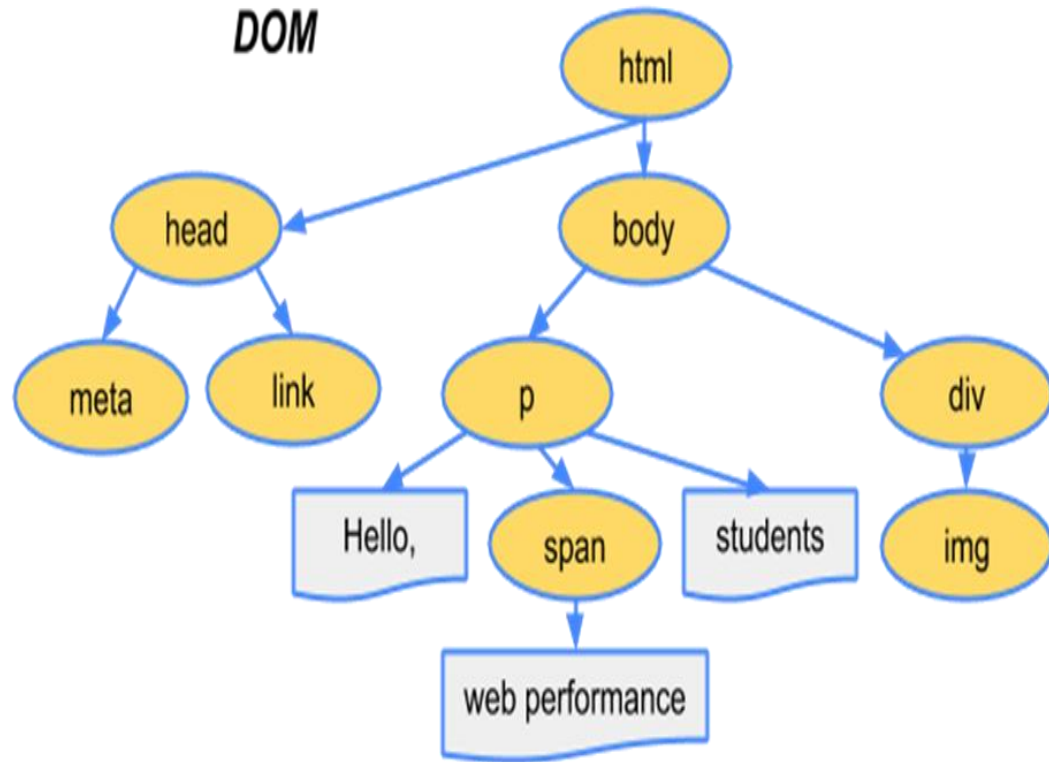 DOM
html
head
body
meta
link
p
div
Hello,
span
students
img
web performance